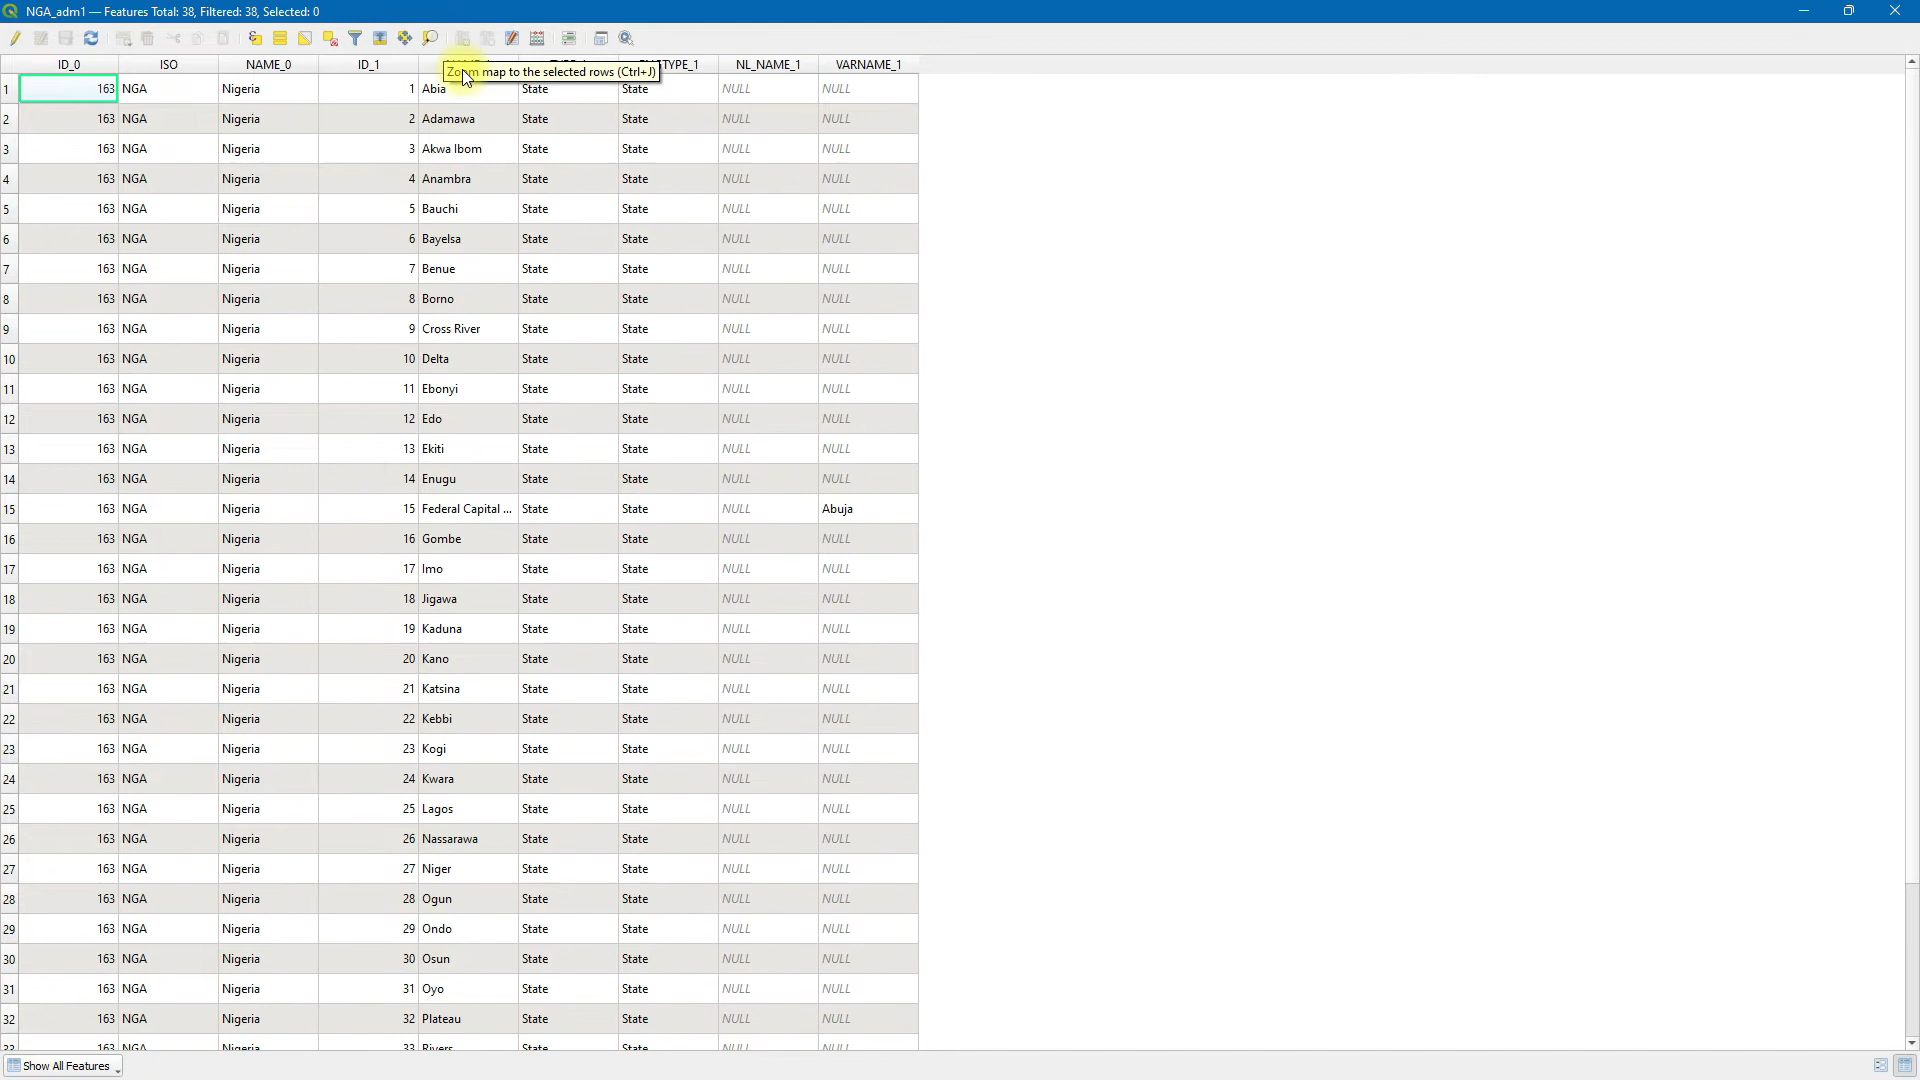 NGA_adm1 — Features Total: 38, Filtered: 38, Selected: 0
ID_0 ISO NAME_0 ID_1 TYPE_1 NL_NAME_1 VARNAME_1
Zoom map to the selected rows (Ctrl+J)
1 163 NGA Nigeria 1 Abia State State NULL NULL
2 163 NGA Nigeria 2 Adamawa State State NULL NULL
3 163 NGA Nigeria 3 Akwa Ibom State State NULL NULL
4 163 NGA Nigeria 4 Anambra State State NULL NULL
5 163 NGA Nigeria 5 Bauchi State State NULL NULL
6 163 NGA Nigeria 6 Bayelsa State State NULL NULL
7 163 NGA Nigeria 7 Benue State State NULL NULL
8 163 NGA Nigeria 8 Borno State State NULL NULL
9 163 NGA Nigeria 9 Cross River State State NULL NULL
10 163 NGA Nigeria 10 Delta State State NULL NULL
11 163 NGA Nigeria 11 Ebonyi State State NULL NULL
12 163 NGA Nigeria 12 Edo State State NULL NULL
13 163 NGA Nigeria 13 Ekiti State State NULL NULL
14 163 NGA Nigeria 14 Enugu State State NULL NULL
15 163 NGA Nigeria 15 Federal Capital ... State State NULL Abuja
16 163 NGA Nigeria 16 Gombe State State NULL NULL
17 163 NGA Nigeria 17 Imo State State NULL NULL
18 163 NGA Nigeria 18 Jigawa State State NULL NULL
19 163 NGA Nigeria 19 Kaduna State State NULL NULL
20 163 NGA Nigeria 20 Kano State State NULL NULL
21 163 NGA Nigeria 21 Katsina State State NULL NULL
22 163 NGA Nigeria 22 Kebbi State State NULL NULL
23 163 NGA Nigeria 23 Kogi State State NULL NULL
24 163 NGA Nigeria 24 Kwara State State NULL NULL
25 163 NGA Nigeria 25 Lagos State State NULL NULL
26 163 NGA Nigeria 26 Nassarawa State State NULL NULL
27 163 NGA Nigeria 27 Niger State State NULL NULL
28 163 NGA Nigeria 28 Ogun State State NULL NULL
29 163 NGA Nigeria 29 Ondo State State NULL NULL
30 163 NGA Nigeria 30 Osun State State NULL NULL
31 163 NGA Nigeria 31 Oyo State State NULL NULL
32 163 NGA Nigeria 32 Plateau State State NULL NULL
33 163 NGA Nigeria 33 Rivers State State NULL NULL
Show All Features